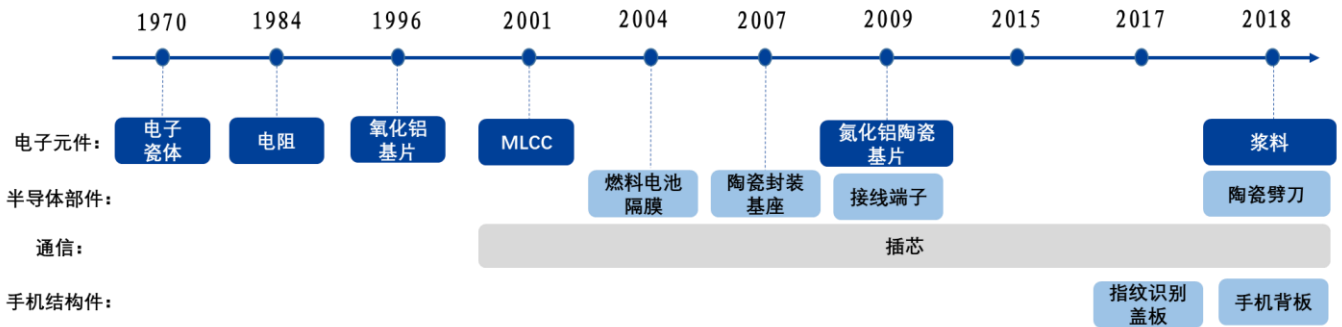 1970 1984 1996 2001 2004 2007 2009 2015 2017 2018
电子元件： 电子瓷体 电阻 氧化铝基片 MLCC 氮化铝陶瓷基片 浆料
半导体部件： 燃料电池隔膜 陶瓷封装基座 接线端子 陶瓷劈刀
通信： 插芯
手机结构件： 指纹识别盖板 手机背板